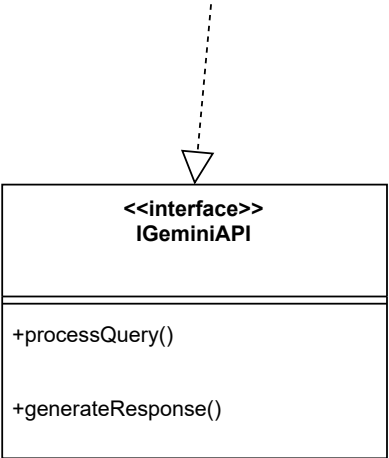 <<interface>>
IGeminiAPI
+processQuery()
+generateResponse()